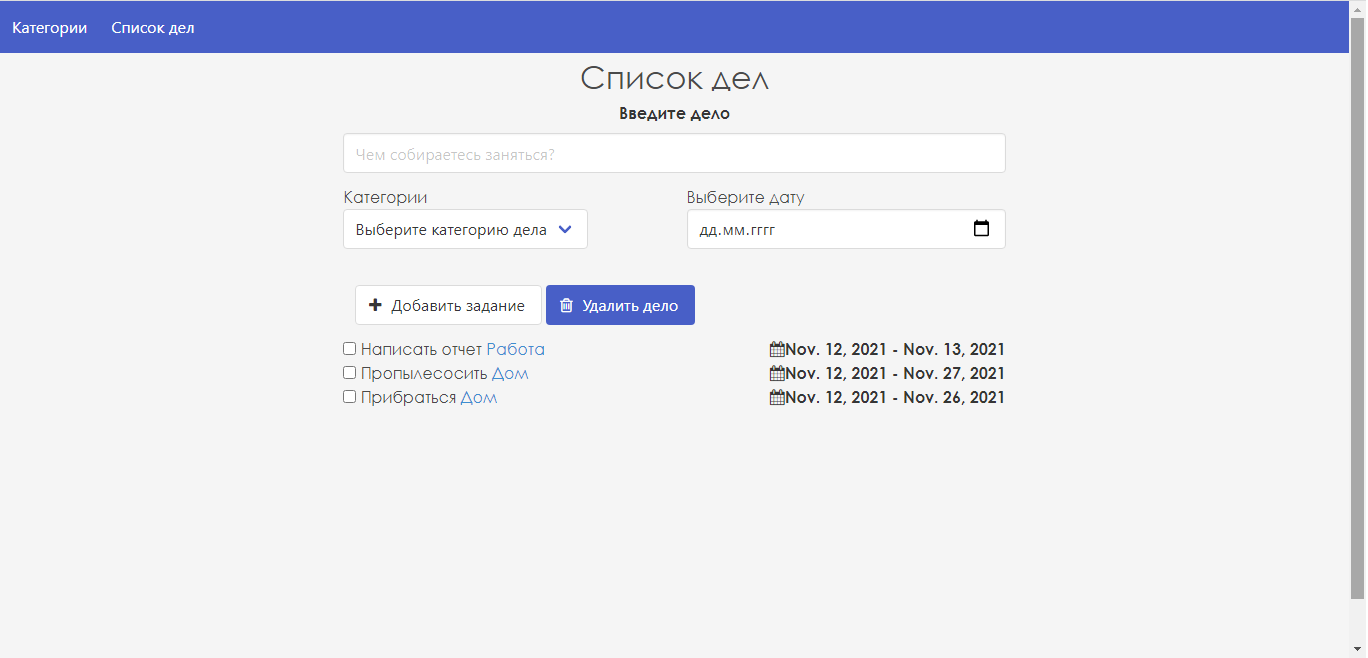 Категории Список дел
Список дел
Введите дело
Чем собираетесь заняться?
Категории Выберите дату
Выберите категорию дела дд.мм.гггг
Добавить задание Удалить дело
Написать отчет Работа Nov. 12, 2021 - Nov. 13, 2021
Пропылесосить Дом Nov. 12, 2021 - Nov. 27, 2021
Прибраться Дом Nov. 12, 2021 - Nov. 26, 2021